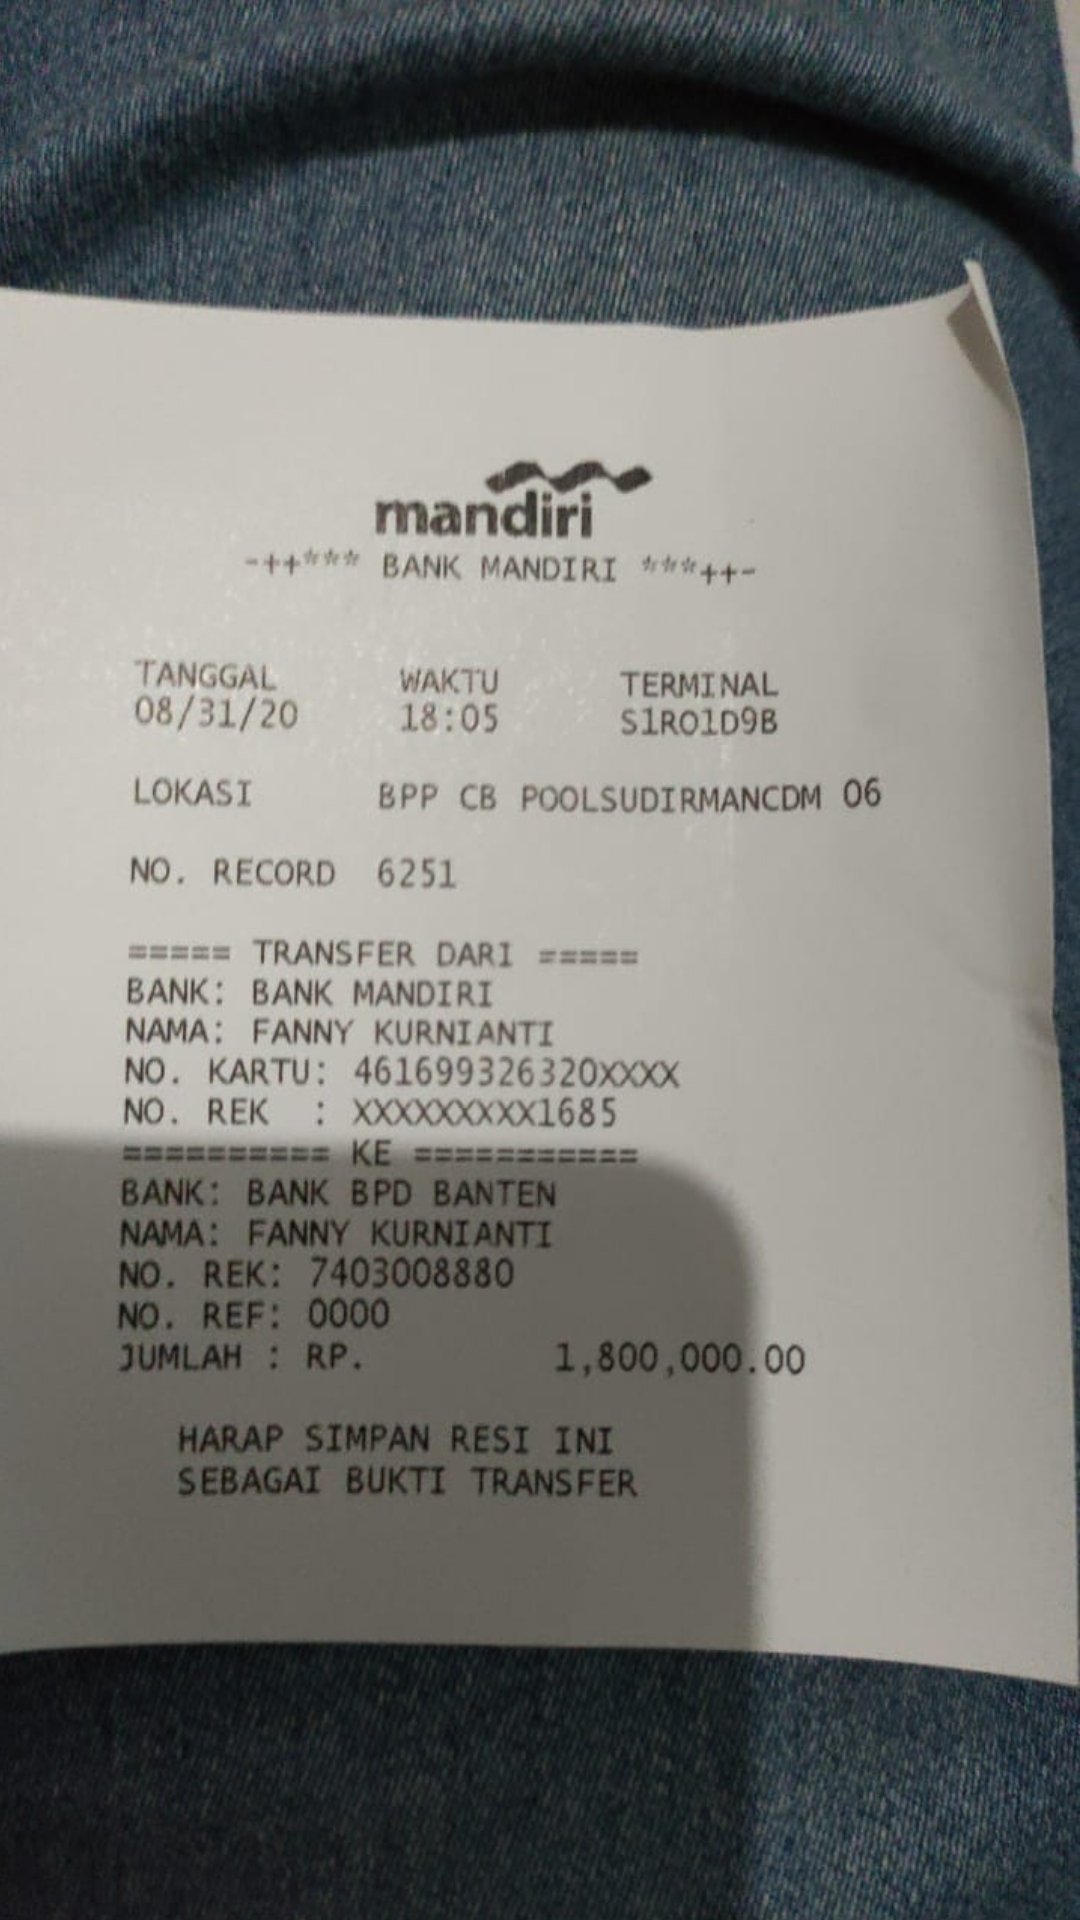 mandiri
-++*** BANK MANDIRI ***++-
TANGGAL WAKTU TERMINAL
08/31/20 18:05 S1RO1D9B
LOKASI BPP CB POOLSUDIRMANCDM 06
NO. RECORD 6251
===== TRANSFER DARI =====
BANK: BANK MANDIRI
NAMA: FANNY KURNIANTI
NO. KARTU: 461699326320XXXX
NO. REK : XXXXXXXXX1685
========== KE ===========
BANK: BANK BPD BANTEN
NAMA: FANNY KURNIANTI
NO. REK: 7403008880
NO. REF: 0000
JUMLAH : RP. 1,800,000.00
HARAP SIMPAN RESI INI
SEBAGAI BUKTI TRANSFER